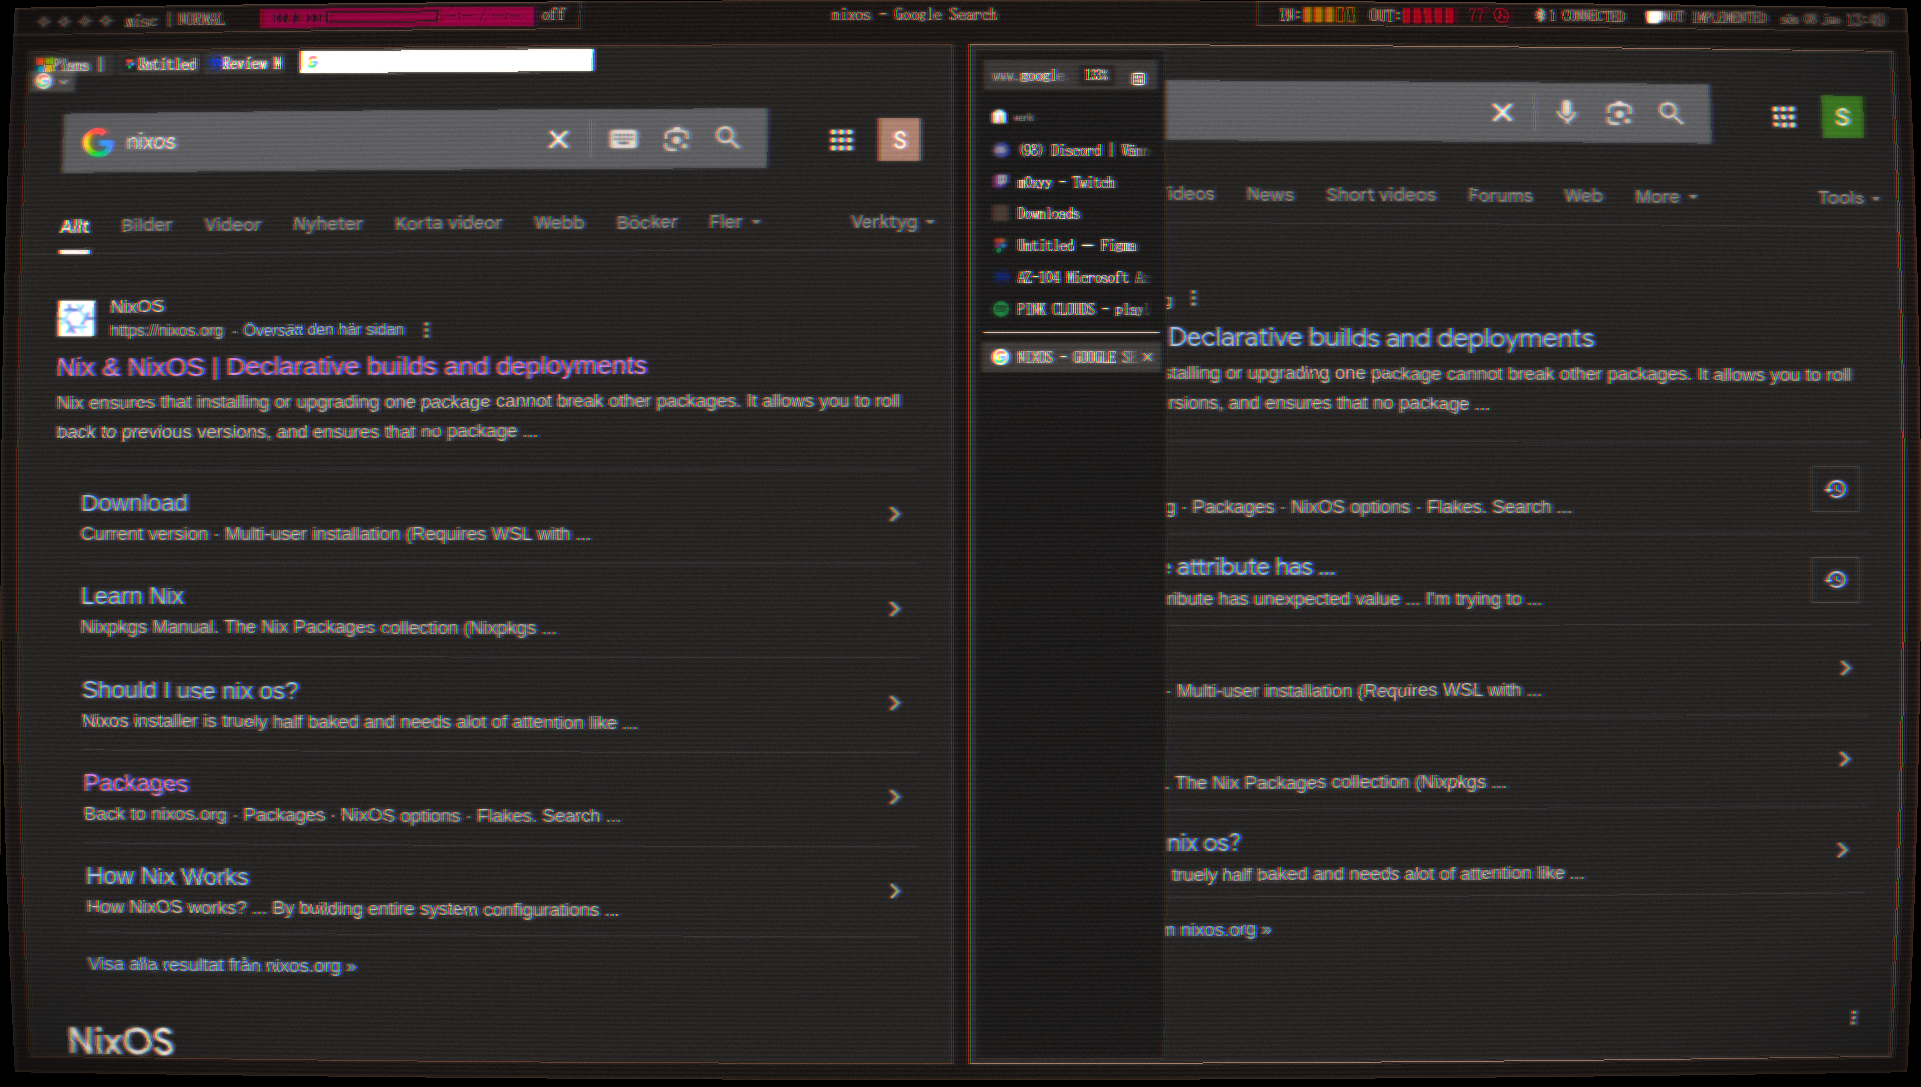 misc | NORMAL
off
nixos - Google Search
IN:
OUT:
77°
1 CONNECTED
NOT IMPLEMENTED
13:49
Untitled
Review M
nixos
S
Allt
Bilder
Videor
Nyheter
Korta videor
Webb
Böcker
Fler
Verktyg
NixOS
https://nixos.org - Översätt den här sidan
Nix & NixOS | Declarative builds and deployments
Nix ensures that installing or upgrading one package cannot break other packages. It allows you to roll
back to previous versions, and ensures that no package ...
Download
Current version - Multi-user installation (Requires WSL with ...
Learn Nix
Nixpkgs Manual. The Nix Packages collection (Nixpkgs ...
Should I use nix os?
Nixos installer is truely half baked and needs alot of attention like ...
Packages
Back to nixos.org - Packages · NixOS options - Flakes. Search ...
How Nix Works
How NixOS works? ... By building entire system configurations ...
Visa alla resultat från nixos.org »
NixOS
www.google.
133%
(98) Discord | Vänn
m0xyy - Twitch
Downloads
Untitled – Figma
AZ-104 Microsoft A
PINK CLOUDS - play
NIXOS - GOOGLE SE
S
ideos
News
Short videos
Forums
Web
More
Tools
g
Declarative builds and deployments
stalling or upgrading one package cannot break other packages. It allows you to roll
rsions, and ensures that no package ...
g - Packages - NixOS options - Flakes. Search ...
e attribute has ...
ribute has unexpected value ... I'm trying to ...
- Multi-user installation (Requires WSL with ...
. The Nix Packages collection (Nixpkgs ...
nix os?
truely half baked and needs alot of attention like ...
m nixos.org »